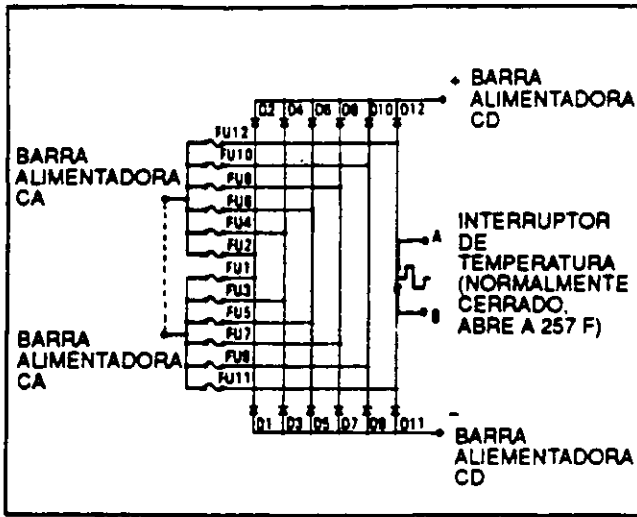 + BARRA
ALIMENTADORA
CD
D2 D4 D6 D8 D10 D12
FU12
FU10
FU8
FU6
FU4
FU2
FU1
FU3
FU5
FU7
FU9
FU11
BARRA
ALIMENTADORA
CA
BARRA
ALIMENTADORA
CA
A
B
INTERRUPTOR
DE
TEMPERATURA
(NORMALMENTE
CERRADO,
ABRE A 257 F)
D1 D3 D5 D7 D9 D11
-
BARRA
ALIEMENTADORA
CD